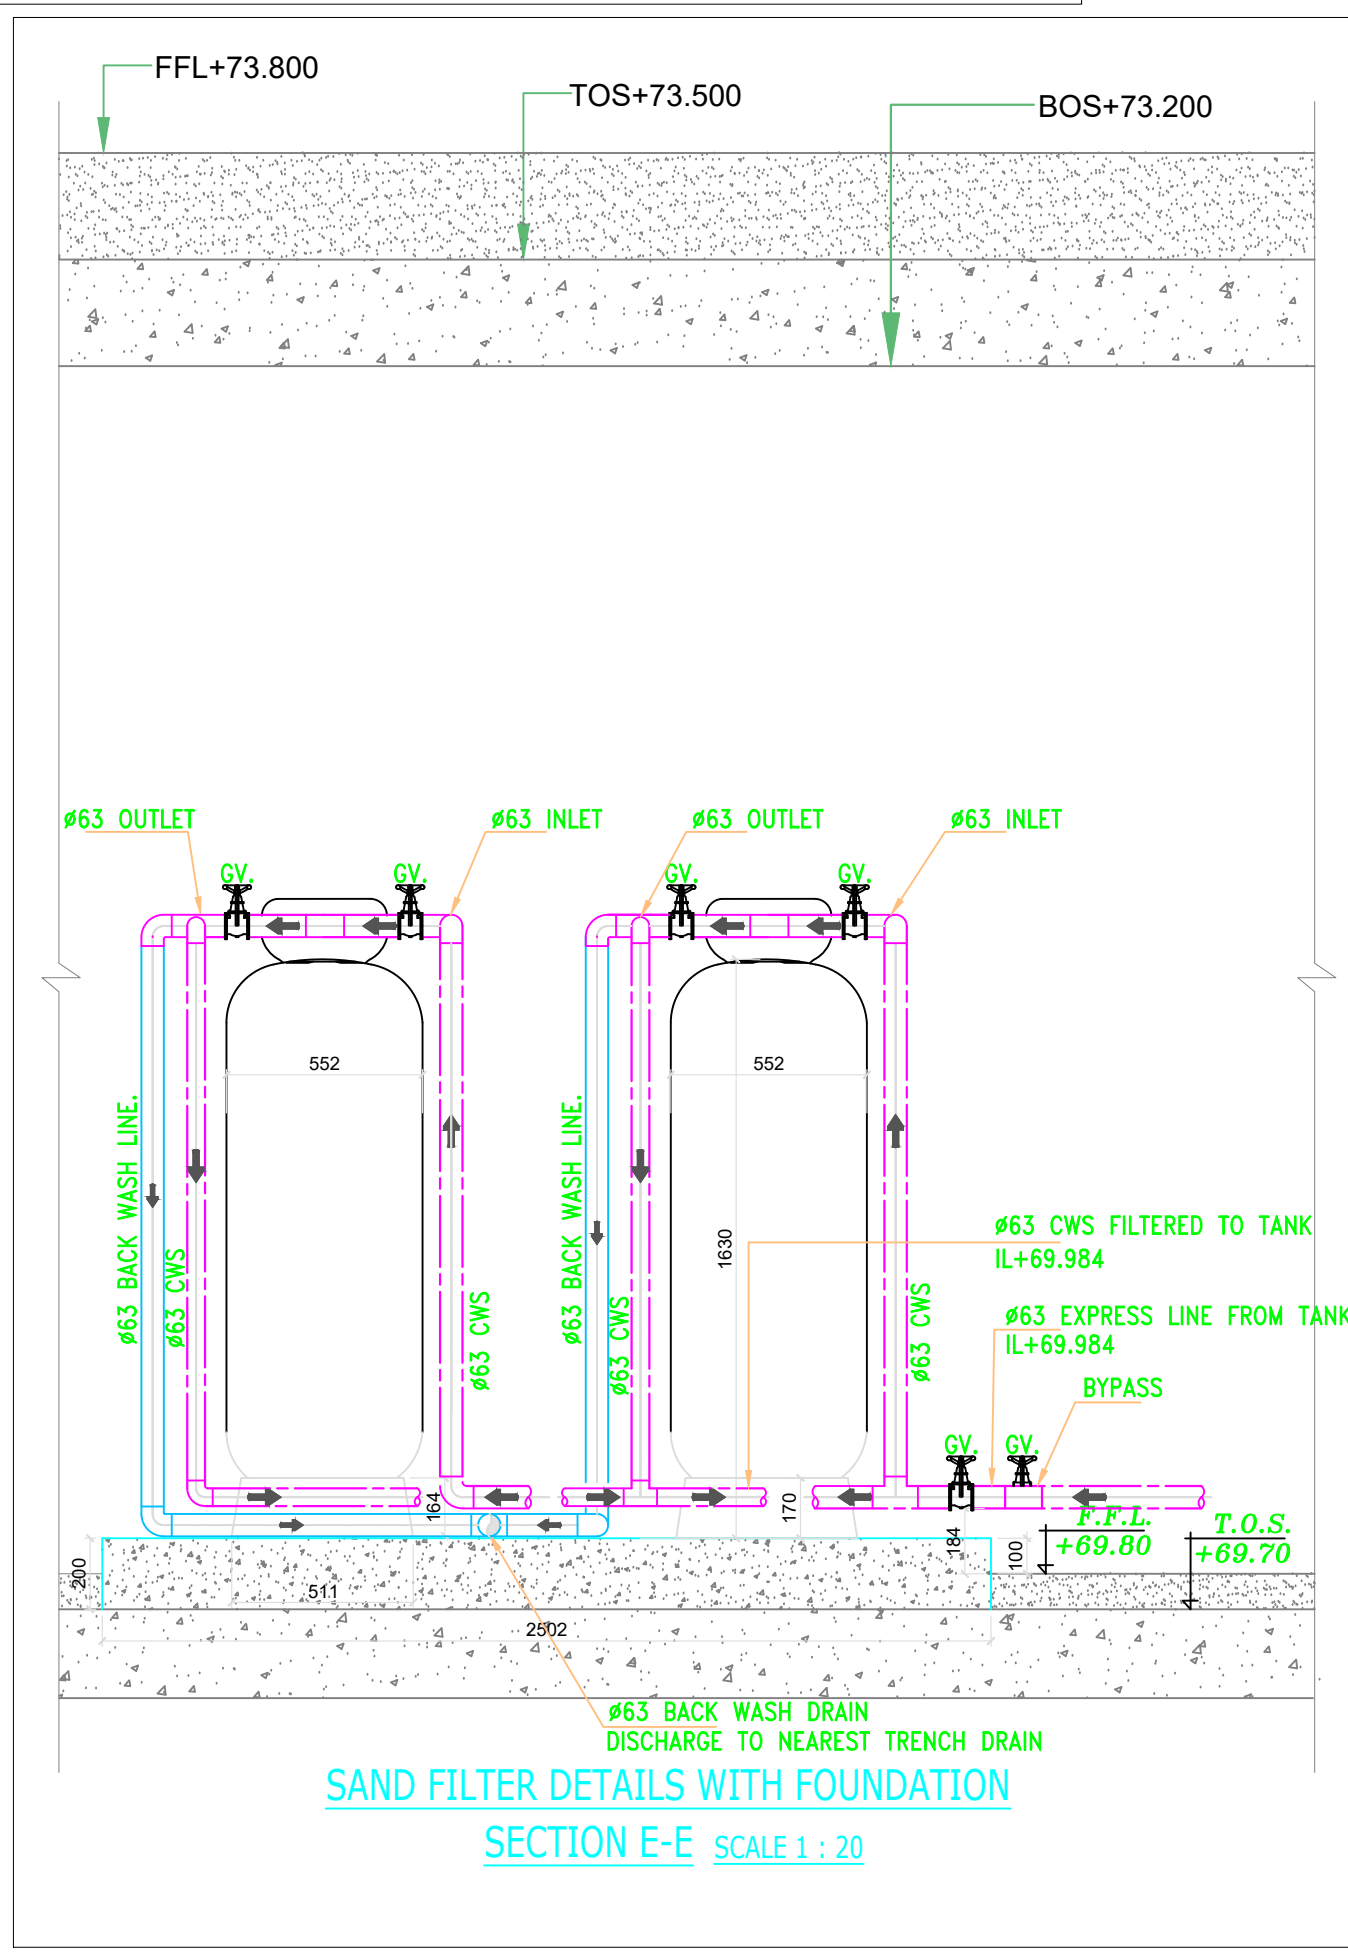 FFL+73.800
TOS+73.500
BOS+73.200
ø63 OUTLET
ø63 INLET
ø63 OUTLET
ø63 INLET
GV.
GV.
GV.
GV.
552
552
ø63 BACK WASH LINE.
ø63 CWS
ø63 CWS
ø63 BACK WASH LINE.
ø63 CWS
1630
ø63 CWS
ø63 CWS FILTERED TO TANK
IL+69.984
ø63 EXPRESS LINE FROM TANK
IL+69.984
BYPASS
GV.
GV.
164
170
184
100
F.F.L.
+69.80
T.O.S.
+69.70
200
511
2502
ø63 BACK WASH DRAIN
DISCHARGE TO NEAREST TRENCH DRAIN
SAND FILTER DETAILS WITH FOUNDATION
SECTION E-E SCALE 1 : 20